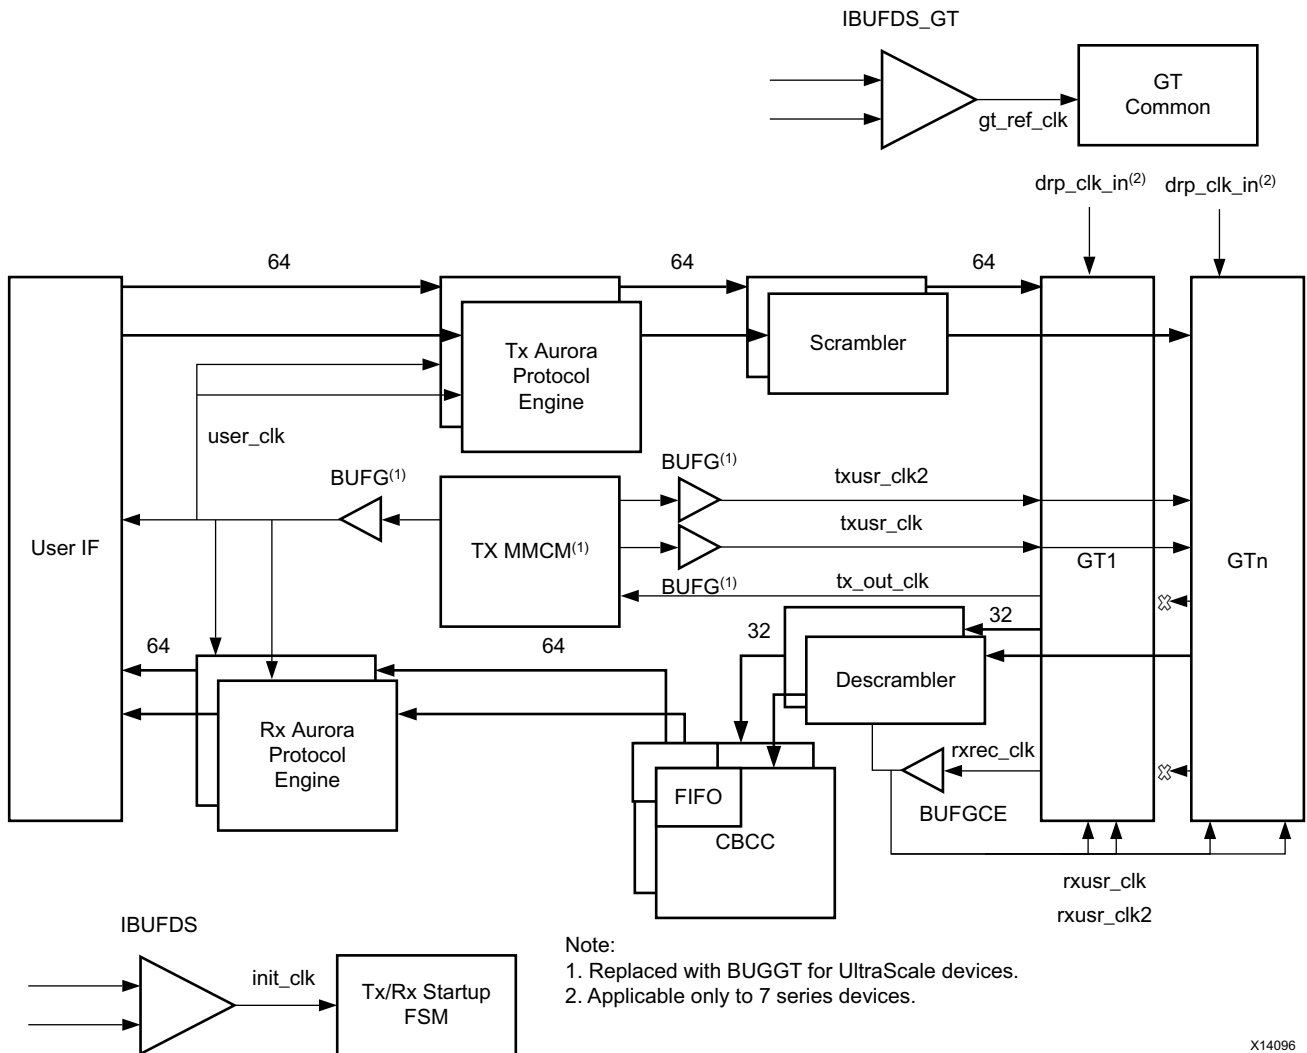 IBUFDS_GT
GT
Common
gt_ref_clk
drp_clk_in(2)
drp_clk_in(2)
64
64
64
Tx Aurora
Protocol
Engine
Scrambler
user_clk
BUFG(1)
BUFG(1)
txusr_clk2
User IF
TX MMCM(1)
txusr_clk
GT1
GTn
BUFG(1)
tx_out_clk
64
64
32
32
Descrambler
Rx Aurora
Protocol
Engine
rxrec_clk
FIFO
BUFGCE
CBCC
rxusr_clk
rxusr_clk2
IBUFDS
init_clk
Tx/Rx Startup
FSM
Note:
1. Replaced with BUGGT for UltraScale devices.
2. Applicable only to 7 series devices.
X14096